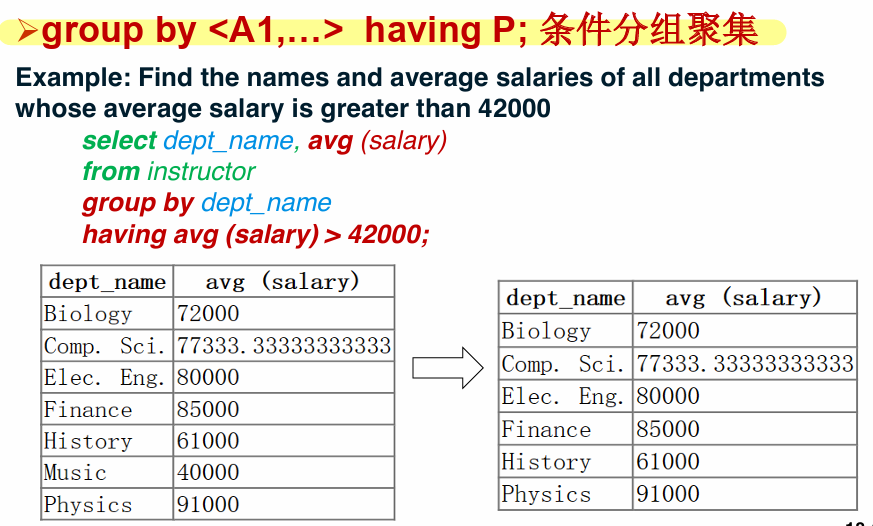 ➢group by <A1,…> having P; 条件分组聚集
Example: Find the names and average salaries of all departments
whose average salary is greater than 42000
select dept_name, avg (salary)
from instructor
group by dept_name
having avg (salary) > 42000;
dept_name avg (salary)
Biology 72000
Comp. Sci. 77333.33333333333
Elec. Eng. 80000
Finance 85000
History 61000
Music 40000
Physics 91000
dept_name avg (salary)
Biology 72000
Comp. Sci. 77333.33333333333
Elec. Eng. 80000
Finance 85000
History 61000
Physics 91000